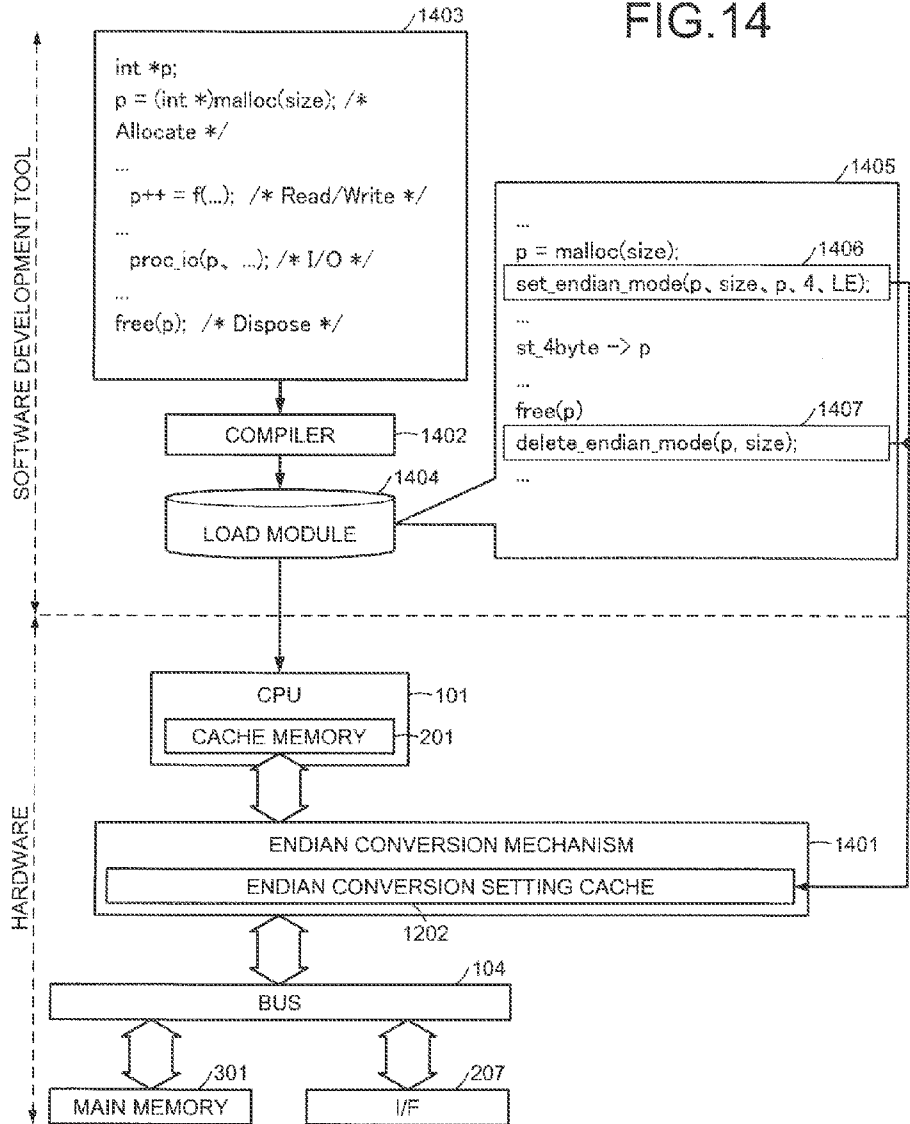 FIG.14
1403
int *p;
p = (int *)malloc(size); /*
Allocate */
...
p++ = f(...); /* Read/Write */
...
proc_io(p、...); /* I/O */
...
free(p); /* Dispose */
1405
...
p = malloc(size);
1406
set_endian_mode(p、size、p、4、LE);
...
st_4byte -> p
...
free(p)
1407
delete_endian_mode(p, size);
...
SOFTWARE DEVELOPMENT TOOL
COMPILER
1402
1404
LOAD MODULE
HARDWARE
CPU
101
CACHE MEMORY
201
ENDIAN CONVERSION MECHANISM
1401
ENDIAN CONVERSION SETTING CACHE
1202
104
BUS
301
MAIN MEMORY
207
I/F